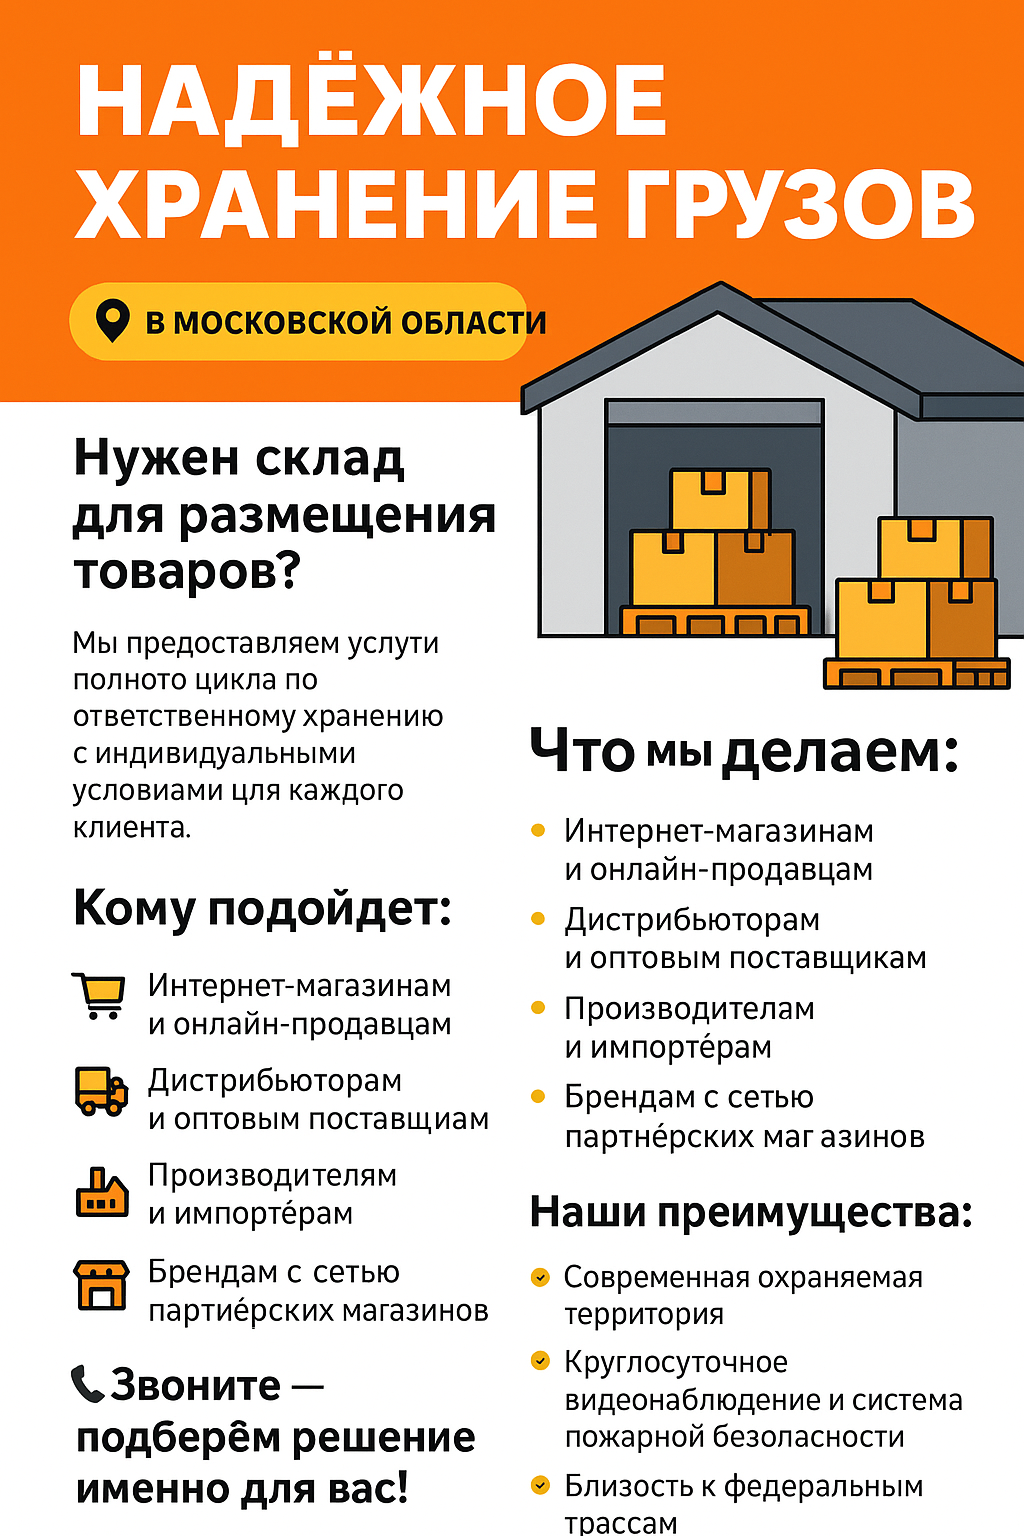 НАДЁЖНОЕ
ХРАНЕНИЕ ГРУЗОВ
В МОСКОВСКОЙ ОБЛАСТИ
Нужен склад
для размещения
товаров?
Мы предоставляем услути
полното цикла по
ответственному хранению
с индивидуальными
условиами цля каждого
клиента.
Кому подойдет:
Интернет-магазинам
и онлайн-продавцам
Дистрибьюторам
и оптовым поставщиам
Производителям
и импортéрам
Брендам с сетью
партиéрских магазинов
Звоните —
подберêм решение
именно для вас!
Что мы делаем:
Интернет-магазинам
и онлайн-продавцам
Дистрибьюторам
и оптовым поставщикам
Производителам
и импортéрам
Брендам с сетью
партнéрских маг азинов
Наши преимущества:
Современная охраняемая
территория
Круглосуточное
видеонаблюдение и система
пожарной безоласности
Близость к федеральным
трассам